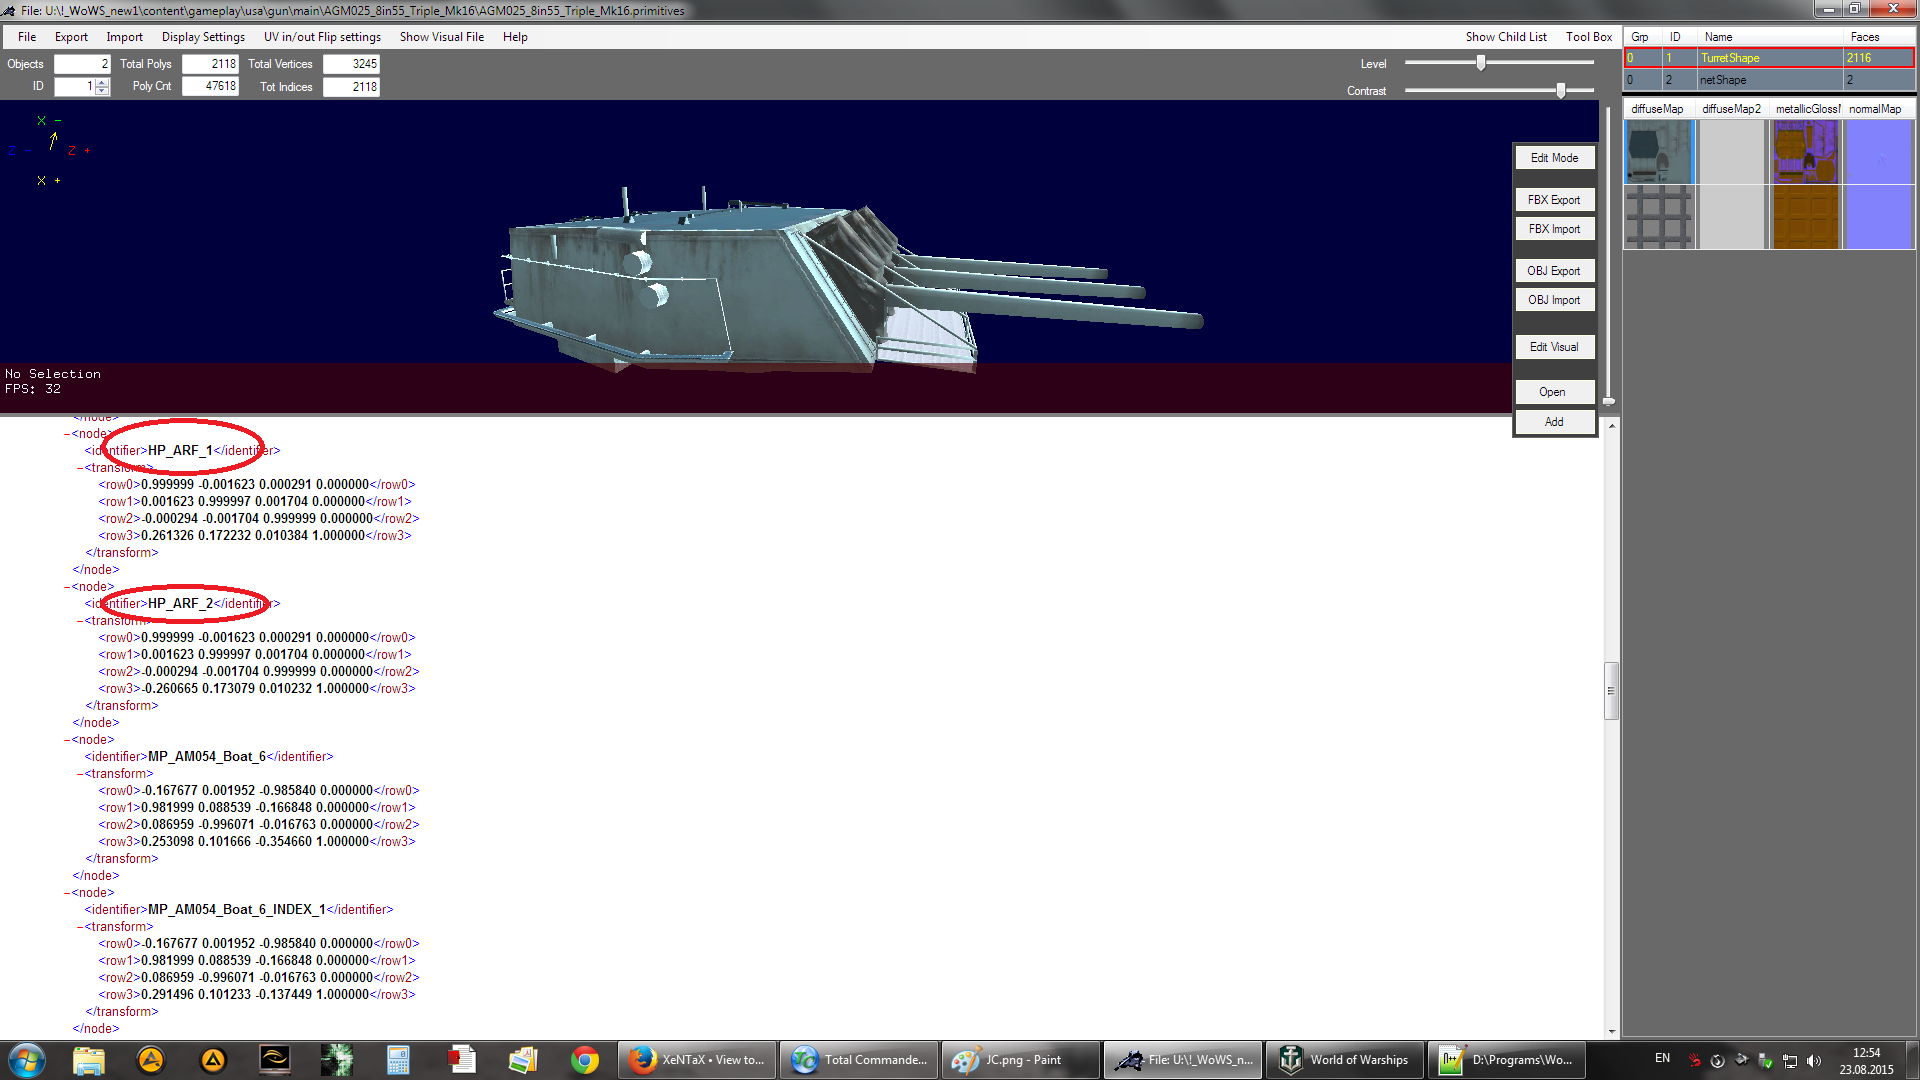 File: U:\!_WoWS_new1\content\gameplay\usa\gun\main\AGM025_8in55_Triple_Mk16\AGM025_8in55_Triple_Mk16.primitives
File Export Import Display Settings UV in/out Flip settings Show Visual File Help Show Child List Tool Box
Objects 2 Total Polys 2118 Total Vertices 3245 Level
ID 1 Poly Cnt 47618 Tot Indices 2118 Contrast
Grp ID Name Faces
0 1 TurretShape 2116
0 2 netShape 2
diffuseMap diffuseMap2 metallicGloss normalMap
X -
Z - Z +
X +
Edit Mode
FBX Export
FBX Import
OBJ Export
OBJ Import
Edit Visual
Open
Add
No Selection
FPS: 32
</node>
−<node>
<identifier>HP_ARF_1</identifier>
−<transform>
<row0>0.999999 -0.001623 0.000291 0.000000</row0>
<row1>0.001623 0.999997 0.001704 0.000000</row1>
<row2>-0.000294 -0.001704 0.999999 0.000000</row2>
<row3>0.261326 0.172232 0.010384 1.000000</row3>
</transform>
</node>
−<node>
<identifier>HP_ARF_2</identifier>
−<transform>
<row0>0.999999 -0.001623 0.000291 0.000000</row0>
<row1>0.001623 0.999997 0.001704 0.000000</row1>
<row2>-0.000294 -0.001704 0.999999 0.000000</row2>
<row3>-0.260665 0.173079 0.010232 1.000000</row3>
</transform>
</node>
−<node>
<identifier>MP_AM054_Boat_6</identifier>
−<transform>
<row0>-0.167677 0.001952 -0.985840 0.000000</row0>
<row1>0.981999 0.088539 -0.166848 0.000000</row1>
<row2>0.086959 -0.996071 -0.016763 0.000000</row2>
<row3>0.253098 0.101666 -0.354660 1.000000</row3>
</transform>
</node>
−<node>
<identifier>MP_AM054_Boat_6_INDEX_1</identifier>
−<transform>
<row0>-0.167677 0.001952 -0.985840 0.000000</row0>
<row1>0.981999 0.088539 -0.166848 0.000000</row1>
<row2>0.086959 -0.996071 -0.016763 0.000000</row2>
<row3>0.291496 0.101233 -0.137449 1.000000</row3>
</transform>
</node>
XeNTaX • View to... Total Commande... JC.png - Paint File: U:\!_WoWS_n... World of Warships D:\Programs\Wo... EN 12:54
23.08.2015